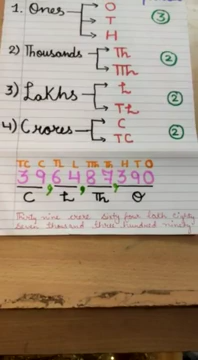 1. Ones
O
T
H
③
2) Thousands
Th
TTh
②
3) Lakhs
L
TL
②
4) Crores
C
TC
②
TC C TL L TTh Th H T O
39,64,87,390
C L Th O
Thirty nine crore sixty four lakh eighty
seven thousand three hundred ninety